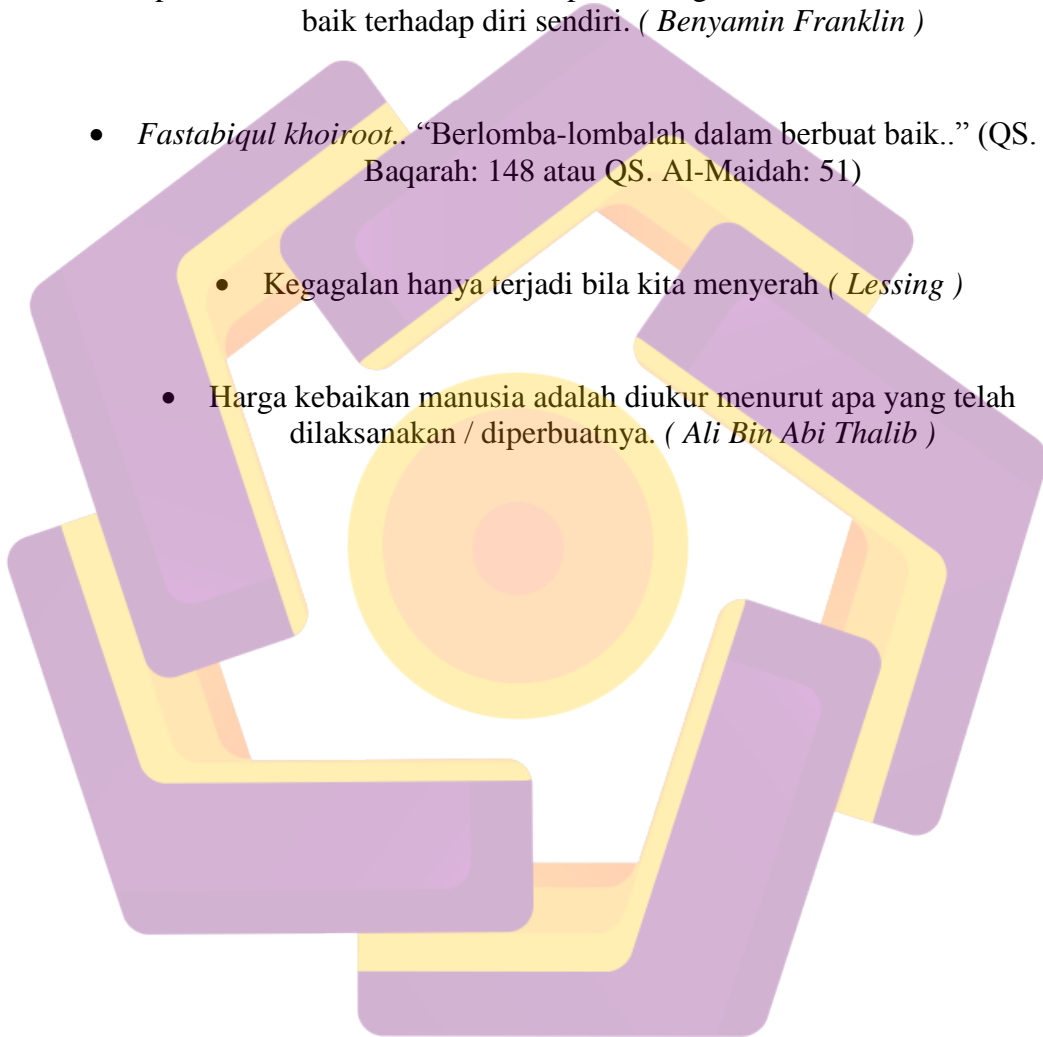 baik terhadap diri sendiri. ( Benyamin Franklin )
• Fastabiqul khoiroot.. “Berlomba-lombalah dalam berbuat baik..” (QS.
Baqarah: 148 atau QS. Al-Maidah: 51)
• Kegagalan hanya terjadi bila kita menyerah ( Lessing )
• Harga kebaikan manusia adalah diukur menurut apa yang telah
dilaksanakan / diperbuatnya. ( Ali Bin Abi Thalib )